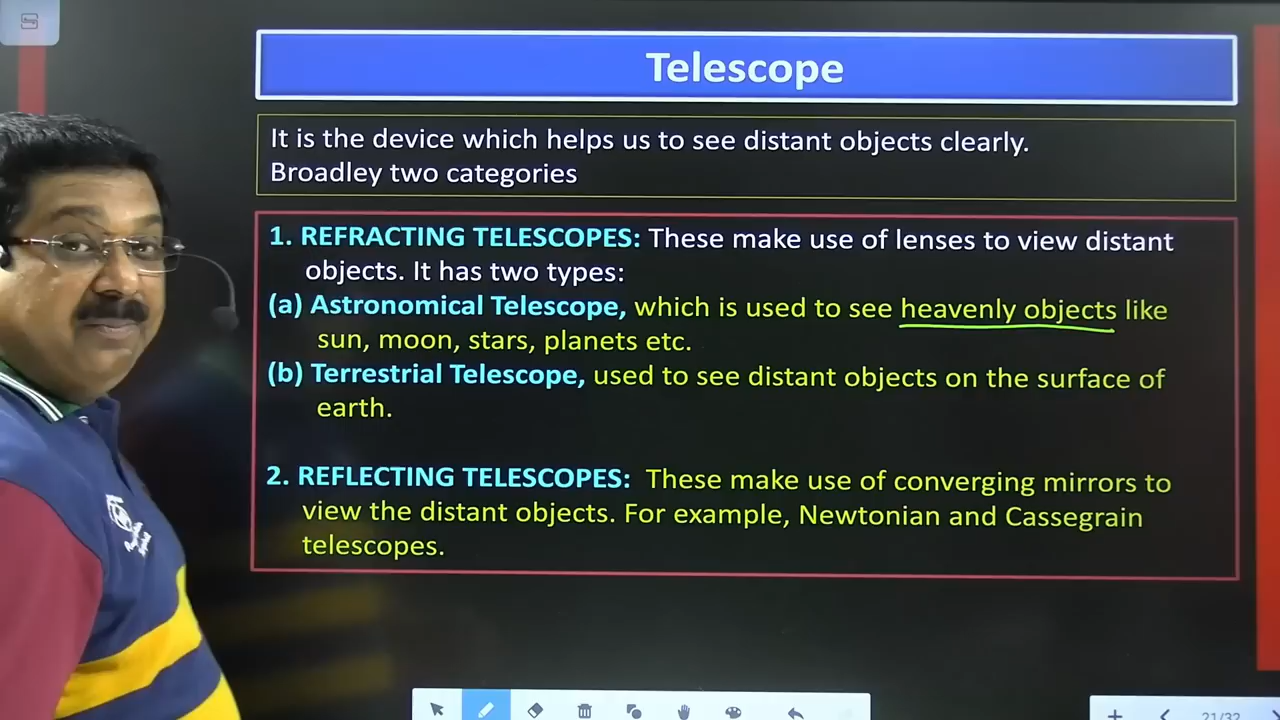 Telescope
It is the device which helps us to see distant objects clearly.
Broadley two categories
1. REFRACTING TELESCOPES: These make use of lenses to view distant
objects. It has two types:
(a) Astronomical Telescope, which is used to see heavenly objects like
sun, moon, stars, planets etc.
(b) Terrestrial Telescope, used to see distant objects on the surface of
earth.
2. REFLECTING TELESCOPES: These make use of converging mirrors to
view the distant objects. For example, Newtonian and Cassegrain
telescopes.
21/32